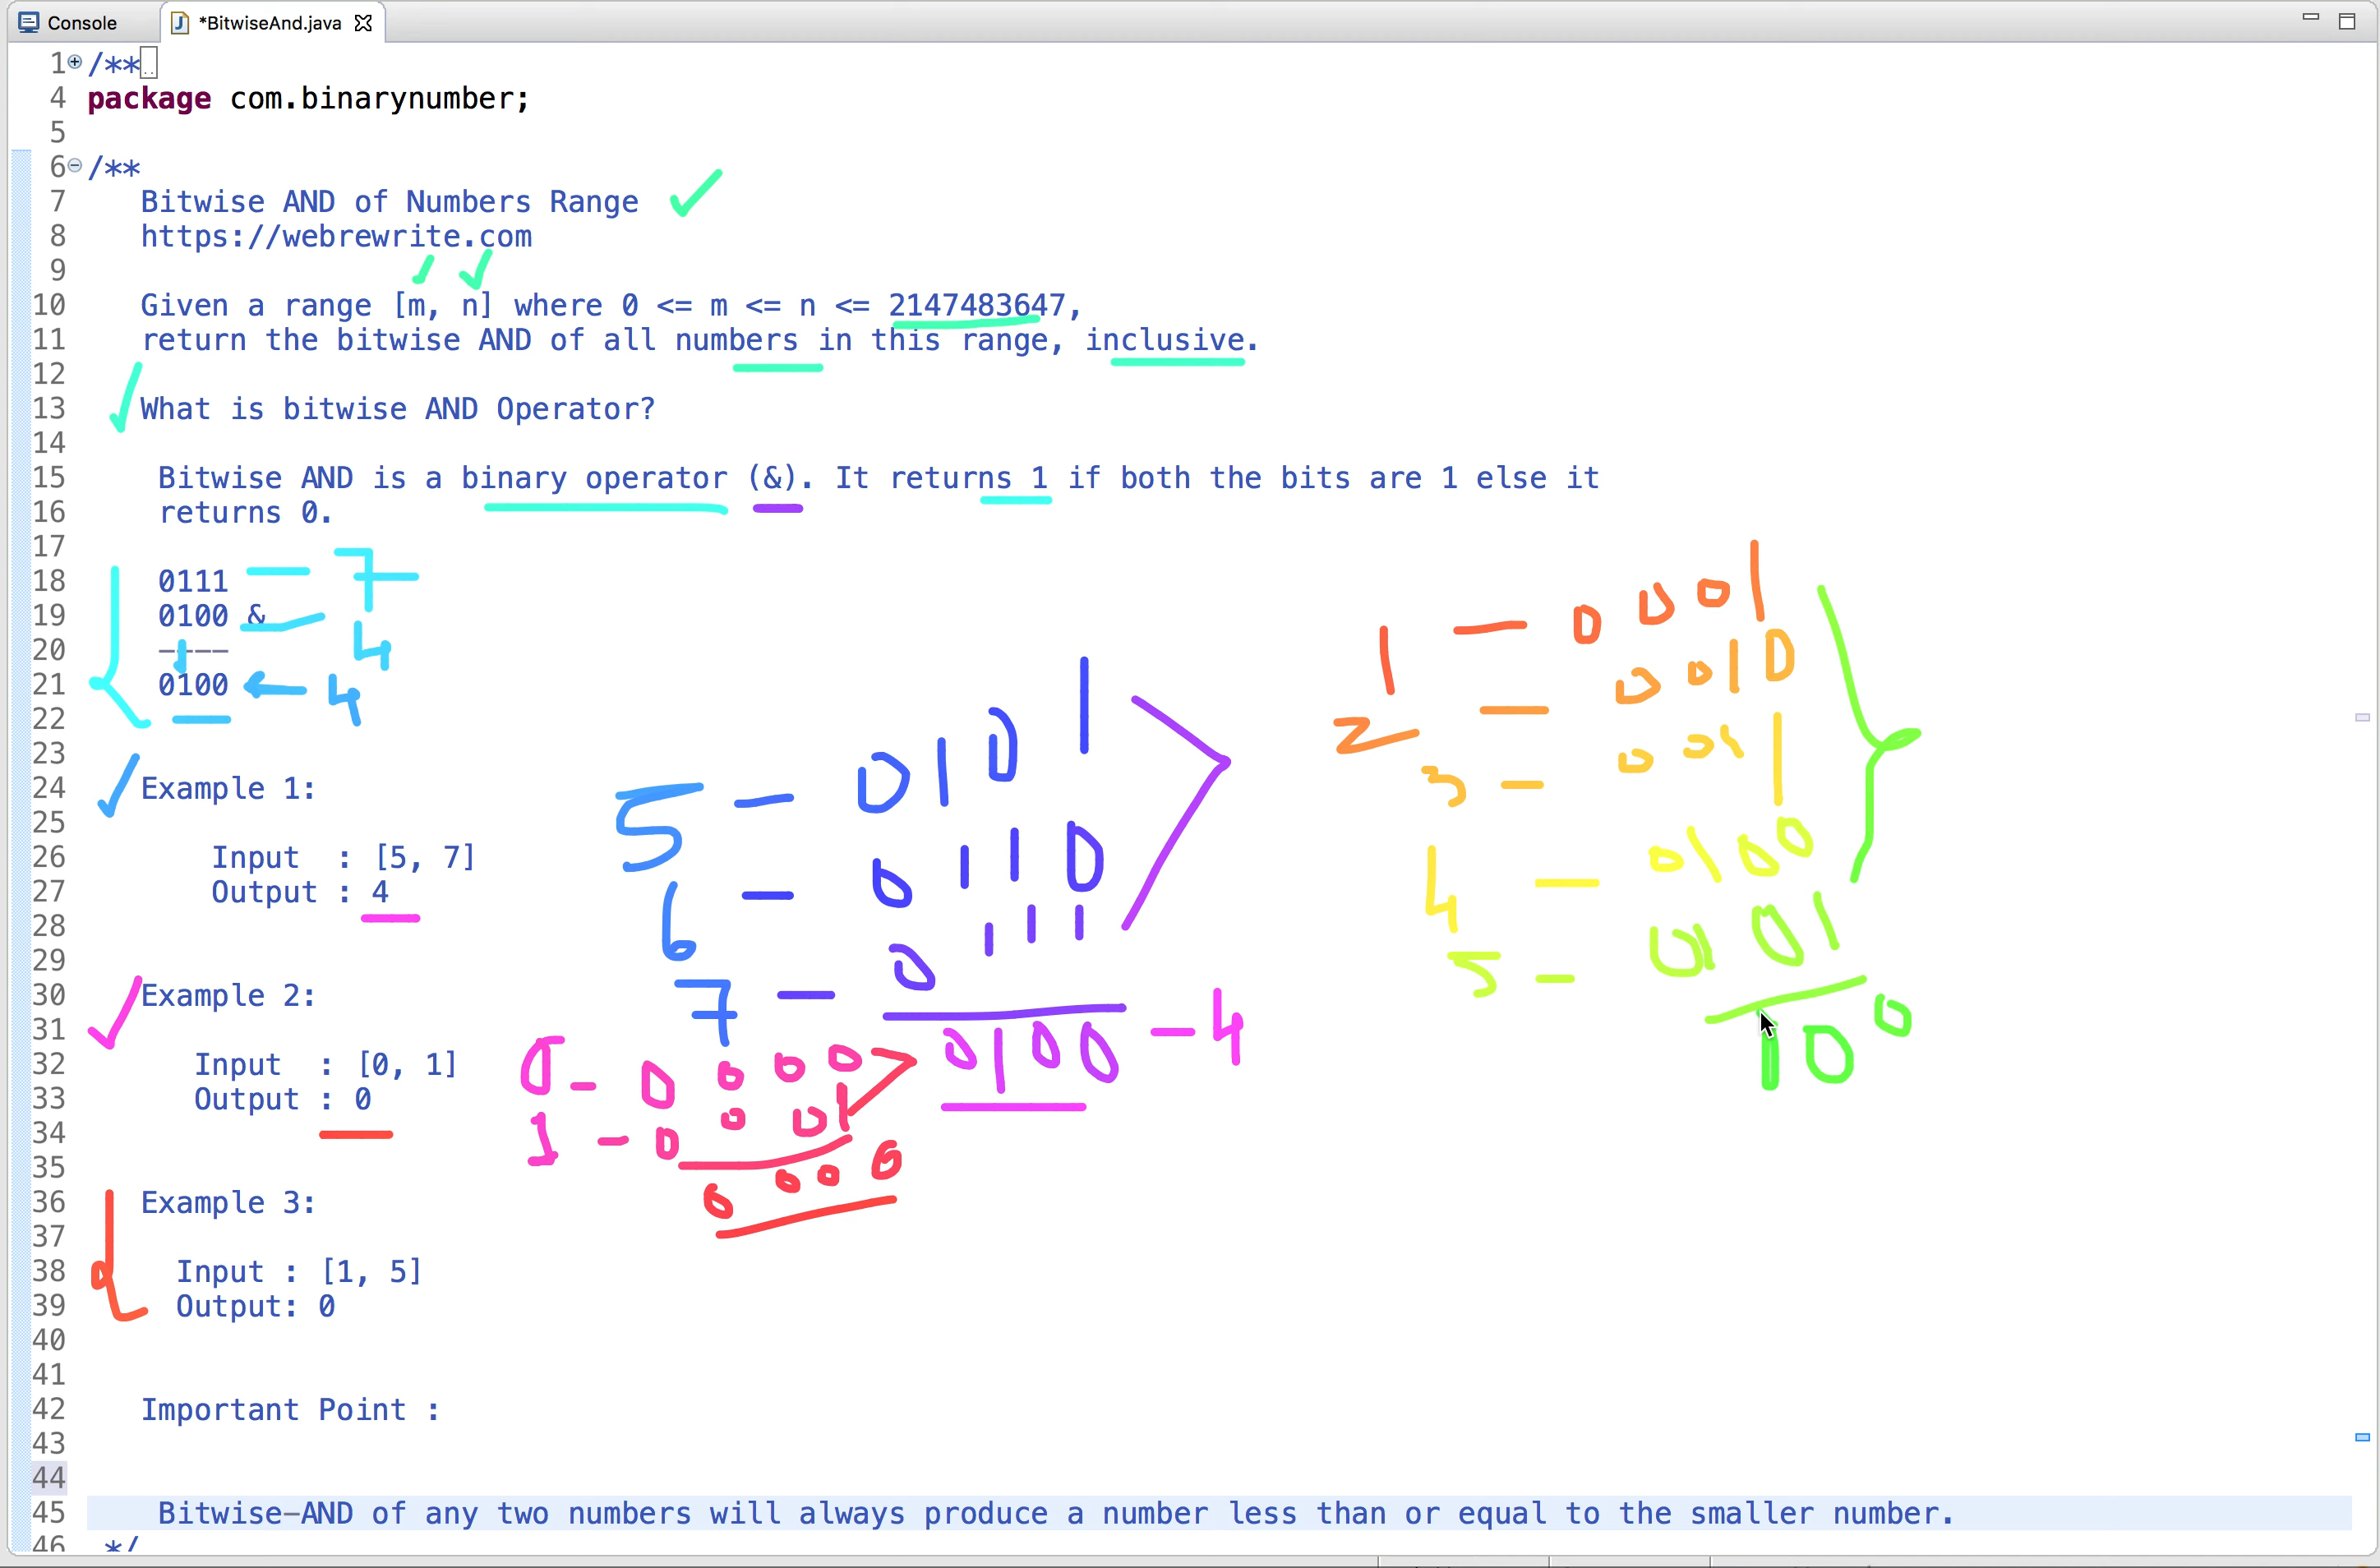 Console
*BitwiseAnd.java
1 /**
4 package com.binarynumber;
5
6 /**
7 Bitwise AND of Numbers Range
8 https://webrewrite.com
9
10 Given a range [m, n] where 0 <= m <= n <= 2147483647,
11 return the bitwise AND of all numbers in this range, inclusive.
12
13 What is bitwise AND Operator?
14
15 Bitwise AND is a binary operator (&). It returns 1 if both the bits are 1 else it
16 returns 0.
17
18 0111 — 7
19 0100 & — 4
20 ----
21 0100 ← 4
22
23
24 Example 1:
25
26 Input : [5, 7]
27 Output : 4
28
29
30 Example 2:
31
32 Input : [0, 1]
33 Output : 0
34
35
36 Example 3:
37
38 Input : [1, 5]
39 Output: 0
40
41
42 Important Point :
43
44
45 Bitwise-AND of any two numbers will always produce a number less than or equal to the smaller number.
46 */
5 — 0101
6 — 0110
7 — 0111
0100 — 4
0 - 0000
1 - 0001
0000
1 — 0001
2 — 0010
3 — 0011
4 — 0100
5 -